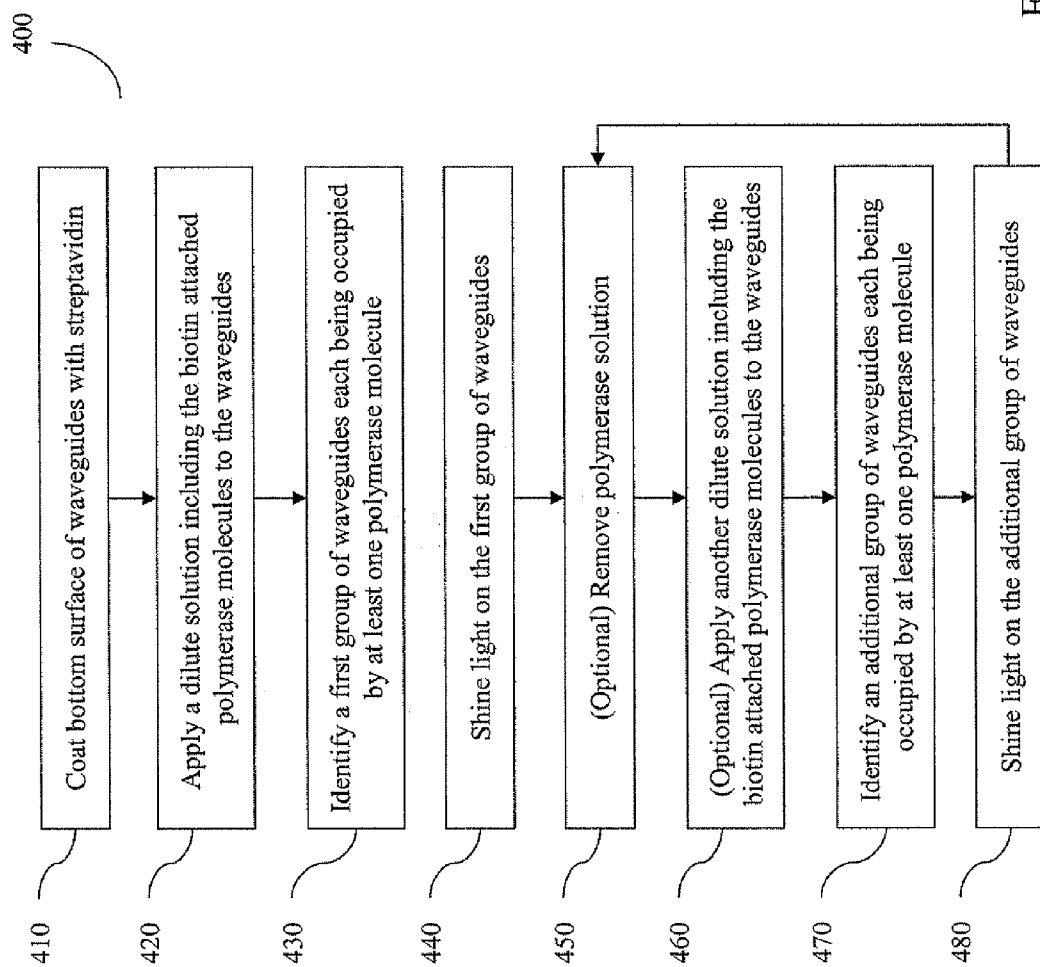 400
410
Coat bottom surface of waveguides with streptavidin
420
Apply a dilute solution including the biotin attached
polymerase molecules to the waveguides
430
Identify a first group of waveguides each being occupied
by at least one polymerase molecule
440
Shine light on the first group of waveguides
450
(Optional) Remove polymerase solution
460
(Optional) Apply another dilute solution including the
biotin attached polymerase molecules to the waveguides
470
Identify an additional group of waveguides each being
occupied by at least one polymerase molecule
480
Shine light on the additional group of waveguides